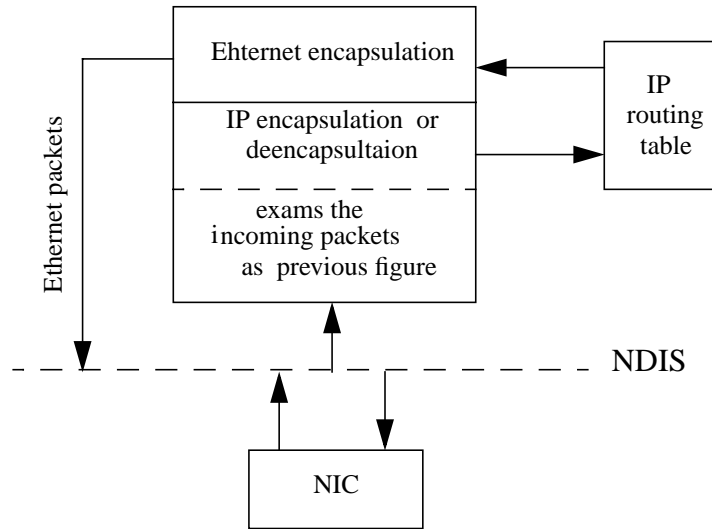 Ehternet encapsulation
IP encapsulation or
deencapsultaion
exams the
incoming packets
as previous figure
IP
routing
table
Ethernet packets
NDIS
NIC